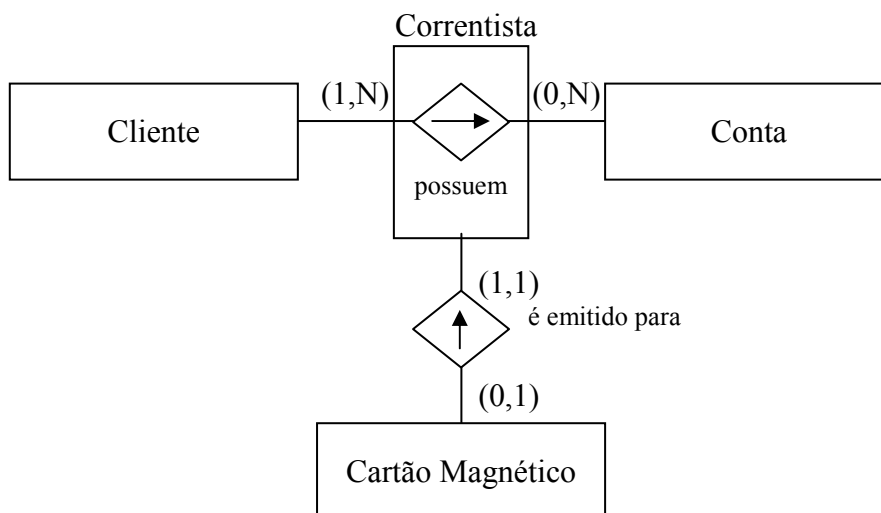 Correntista
(1,N)
(0,N)
Cliente
Conta
possuem
(1,1)
é emitido para
(0,1)
Cartão Magnético